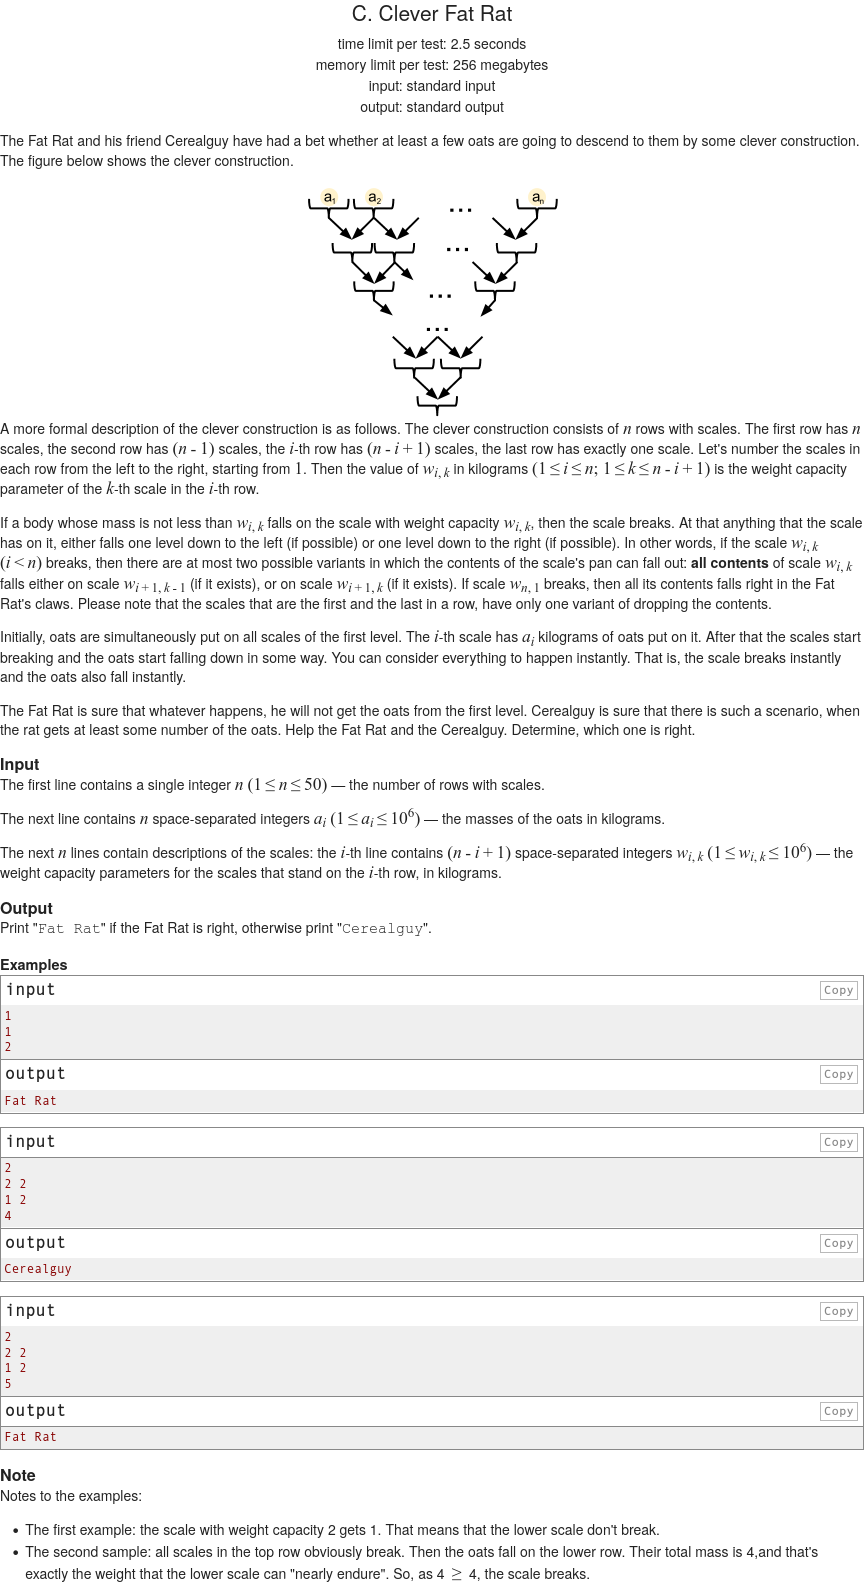 C. Clever Fat Rat
time limit per test: 2.5 seconds
memory limit per test: 256 megabytes
input: standard input
output: standard output
The Fat Rat and his friend Cerealguy have had a bet whether at least a few oats are going to descend to them by some clever construction.
The figure below shows the clever construction.
a₁ a₂ ... aₙ
...
...
...
A more formal description of the clever construction is as follows. The clever construction consists of n rows with scales. The first row has n
scales, the second row has (n - 1) scales, the i-th row has (n - i + 1) scales, the last row has exactly one scale. Let's number the scales in
each row from the left to the right, starting from 1. Then the value of w_{i, k} in kilograms (1 ≤ i ≤ n; 1 ≤ k ≤ n - i + 1) is the weight capacity
parameter of the k-th scale in the i-th row.
If a body whose mass is not less than w_{i, k} falls on the scale with weight capacity w_{i, k}, then the scale breaks. At that anything that the scale
has on it, either falls one level down to the left (if possible) or one level down to the right (if possible). In other words, if the scale w_{i, k}
(i < n) breaks, then there are at most two possible variants in which the contents of the scale's pan can fall out: all contents of scale w_{i, k}
falls either on scale w_{i + 1, k - 1} (if it exists), or on scale w_{i + 1, k} (if it exists). If scale w_{n, 1} breaks, then all its contents falls right in the Fat
Rat's claws. Please note that the scales that are the first and the last in a row, have only one variant of dropping the contents.
Initially, oats are simultaneously put on all scales of the first level. The i-th scale has a_i kilograms of oats put on it. After that the scales start
breaking and the oats start falling down in some way. You can consider everything to happen instantly. That is, the scale breaks instantly
and the oats also fall instantly.
The Fat Rat is sure that whatever happens, he will not get the oats from the first level. Cerealguy is sure that there is such a scenario, when
the rat gets at least some number of the oats. Help the Fat Rat and the Cerealguy. Determine, which one is right.
Input
The first line contains a single integer n (1 ≤ n ≤ 50) — the number of rows with scales.
The next line contains n space-separated integers a_i (1 ≤ a_i ≤ 10⁶) — the masses of the oats in kilograms.
The next n lines contain descriptions of the scales: the i-th line contains (n - i + 1) space-separated integers w_{i, k} (1 ≤ w_{i, k} ≤ 10⁶) — the
weight capacity parameters for the scales that stand on the i-th row, in kilograms.
Output
Print "Fat Rat" if the Fat Rat is right, otherwise print "Cerealguy".
Examples
input Copy
1
1
2
output Copy
Fat Rat
input Copy
2
2 2
1 2
4
output Copy
Cerealguy
input Copy
2
2 2
1 2
5
output Copy
Fat Rat
Note
Notes to the examples:
• The first example: the scale with weight capacity 2 gets 1. That means that the lower scale don't break.
• The second sample: all scales in the top row obviously break. Then the oats fall on the lower row. Their total mass is 4,and that's
exactly the weight that the lower scale can "nearly endure". So, as 4 ≥ 4, the scale breaks.